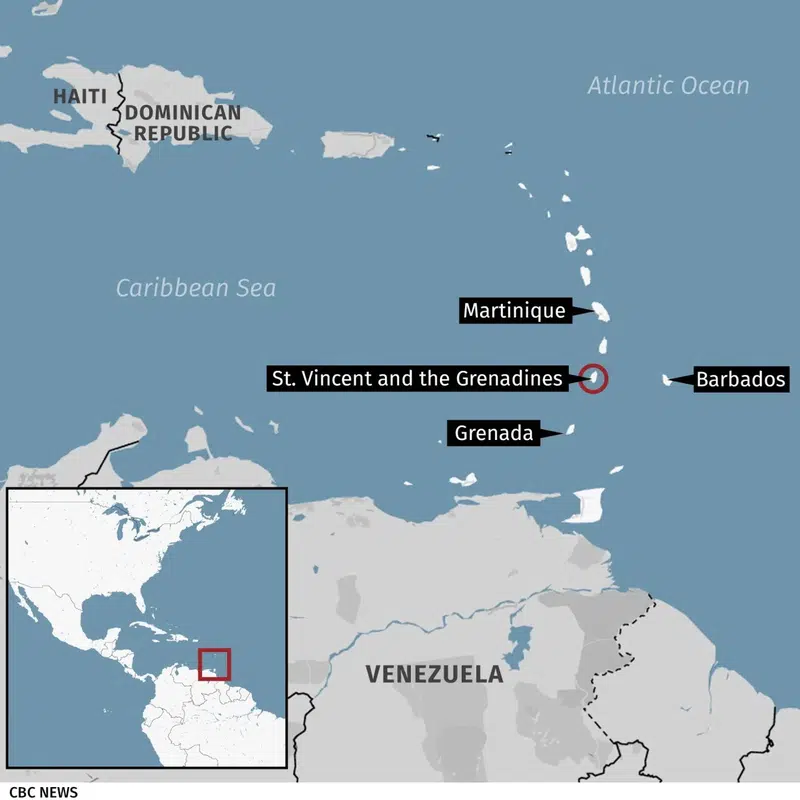 Atlantic Ocean
HAITI
DOMINICAN
REPUBLIC
Caribbean Sea
Martinique
St. Vincent and the Grenadines
Barbados
Grenada
VENEZUELA
CBC NEWS